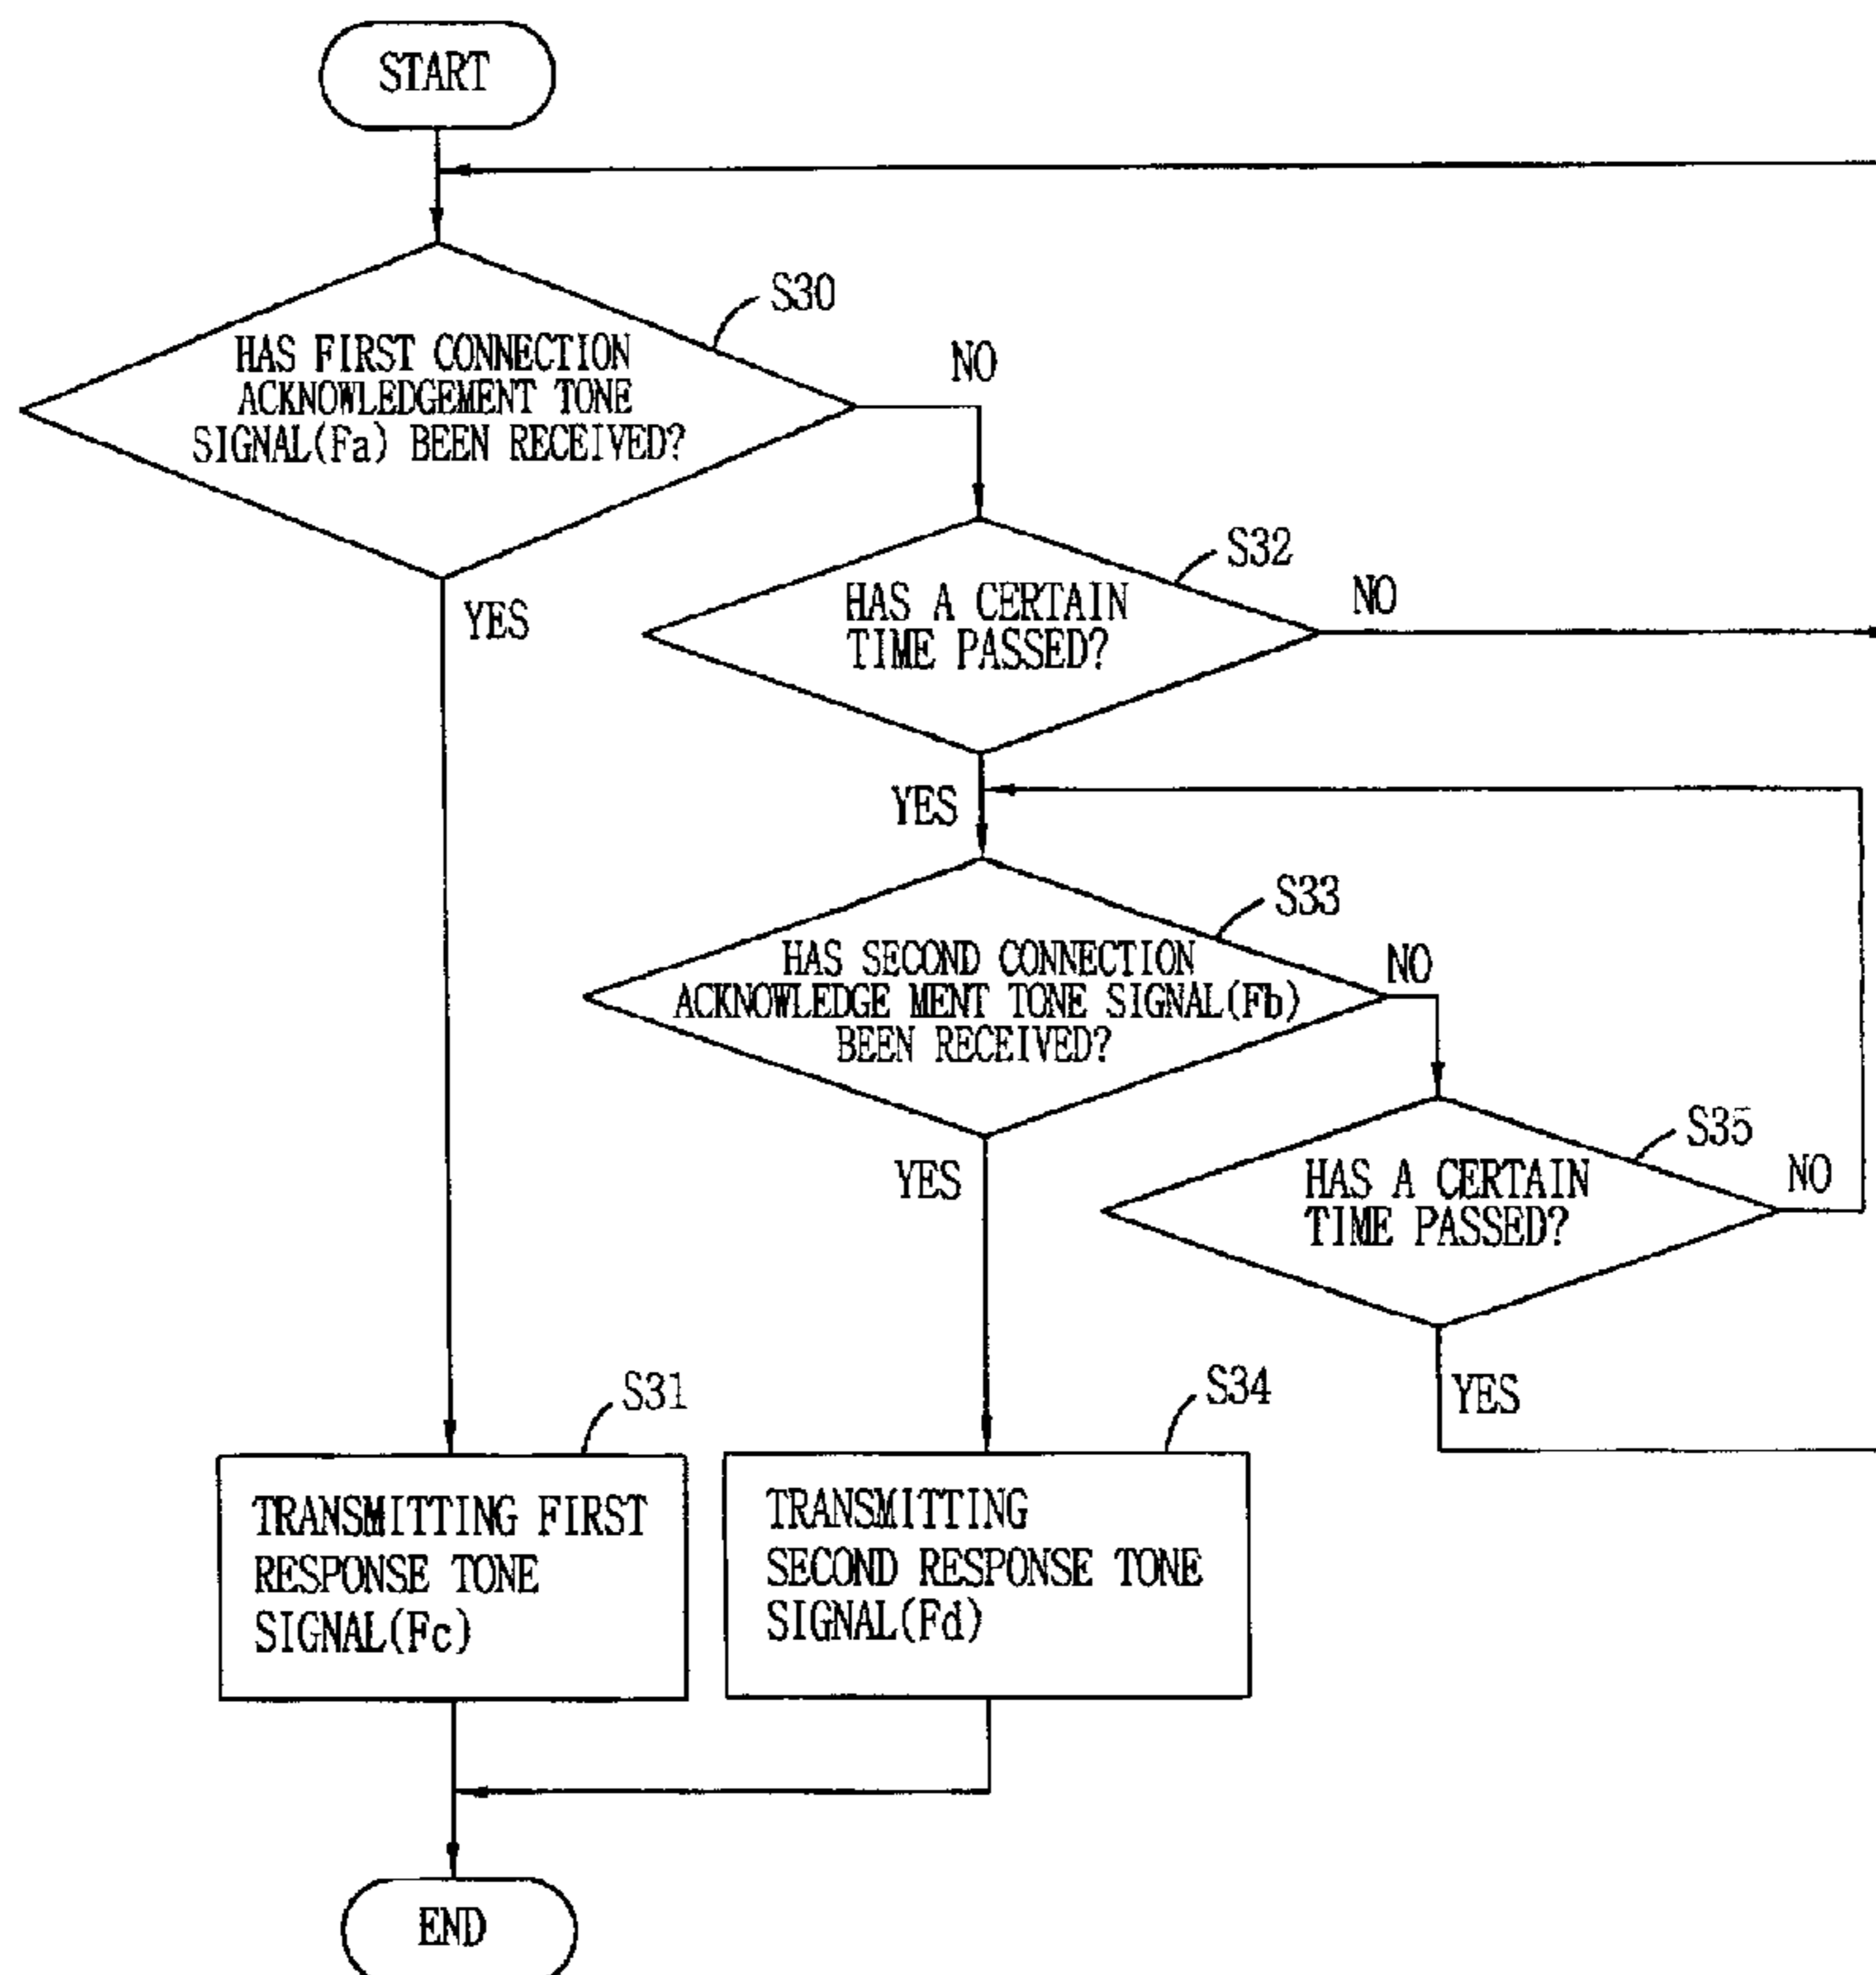 START
S30
HAS FIRST CONNECTION
ACKNOWLEDGEMENT TONE
SIGNAL(Fa) BEEN RECEIVED?
NO
YES
S32
HAS A CERTAIN
TIME PASSED?
NO
YES
S33
HAS SECOND CONNECTION
ACKNOWLEDGE MENT TONE SIGNAL(Fb)
BEEN RECEIVED?
NO
YES
S35
HAS A CERTAIN
TIME PASSED?
NO
YES
S31
TRANSMITTING FIRST
RESPONSE TONE
SIGNAL(Fc)
S34
TRANSMITTING
SECOND RESPONSE TONE
SIGNAL(Fd)
END